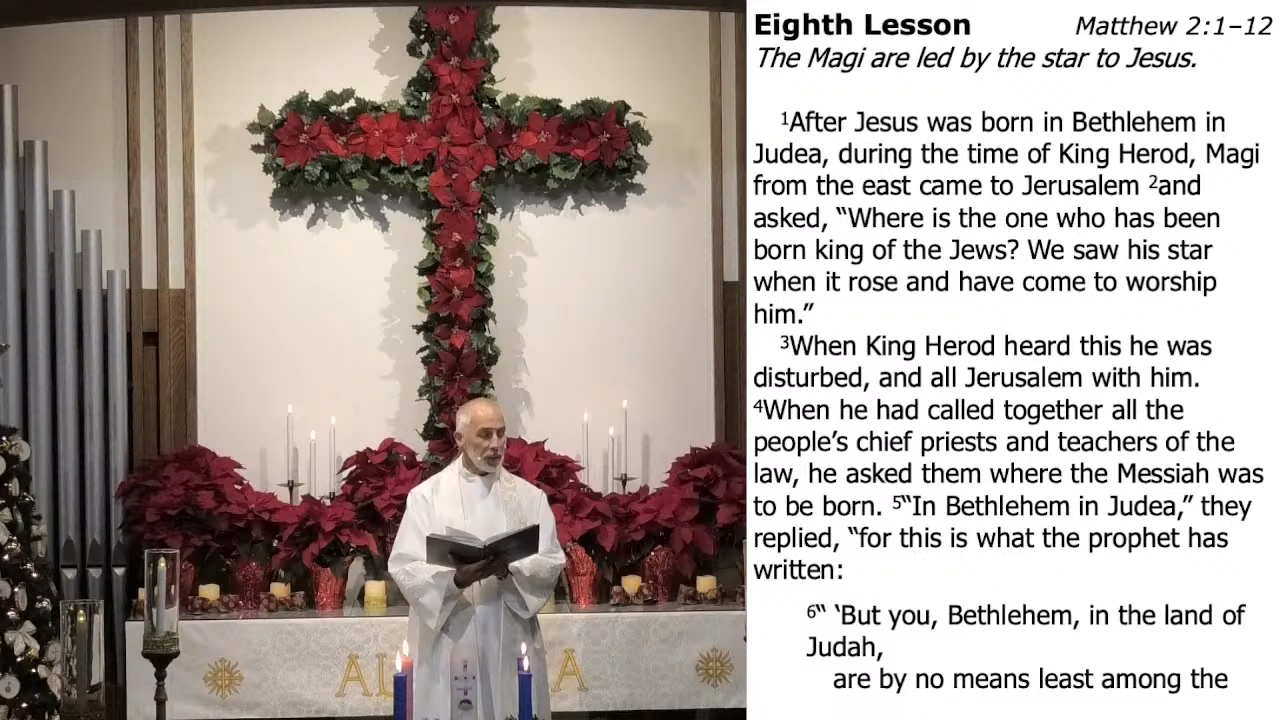 Eighth Lesson Matthew 2:1–12
The Magi are led by the star to Jesus.
¹After Jesus was born in Bethlehem in
Judea, during the time of King Herod, Magi
from the east came to Jerusalem ²and
asked, “Where is the one who has been
born king of the Jews? We saw his star
when it rose and have come to worship
him.”
³When King Herod heard this he was
disturbed, and all Jerusalem with him.
⁴When he had called together all the
people’s chief priests and teachers of the
law, he asked them where the Messiah was
to be born. ⁵“In Bethlehem in Judea,” they
replied, “for this is what the prophet has
written:
⁶“ ‘But you, Bethlehem, in the land of
Judah,
are by no means least among the